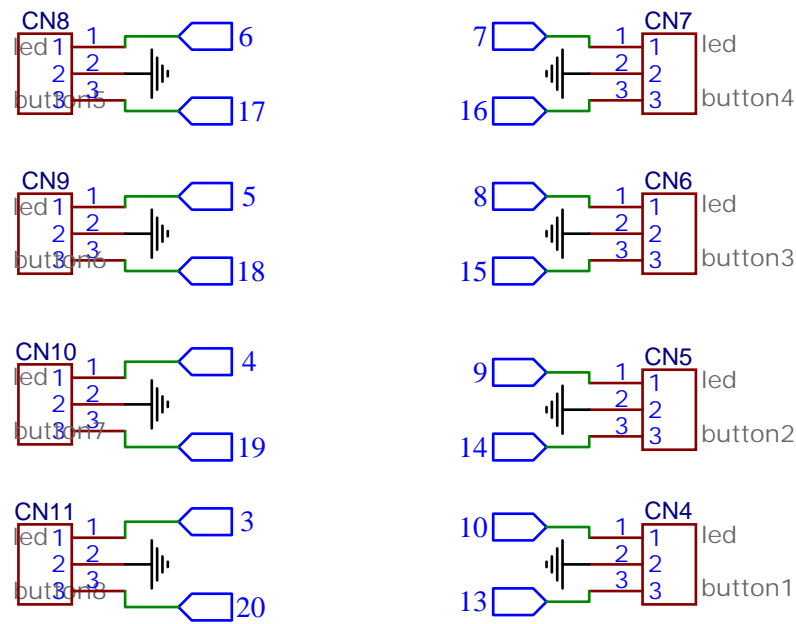 CN8
led 1 1 6
2 2
button5 3 3 17
CN7
7 1 1 led
2 2
16 3 3 button4
CN9
led 1 1 5
2 2
button6 3 3 18
CN6
8 1 1 led
2 2
15 3 3 button3
CN10
led 1 1 4
2 2
button7 3 3 19
CN5
9 1 1 led
2 2
14 3 3 button2
CN11
led 1 1 3
2 2
button8 3 3 20
CN4
10 1 1 led
2 2
13 3 3 button1